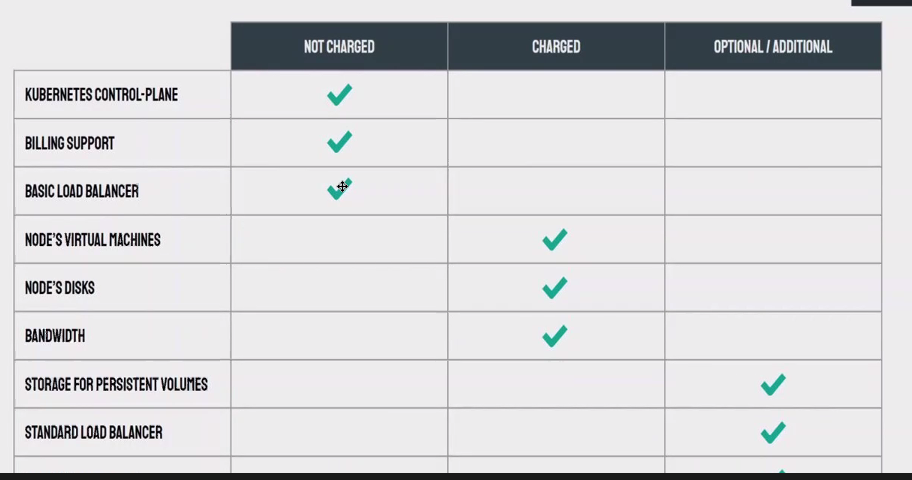 NOT CHARGED CHARGED OPTIONAL / ADDITIONAL
KUBERNETES CONTROL-PLANE
BILLING SUPPORT
BASIC LOAD BALANCER
NODE'S VIRTUAL MACHINES
NODE'S DISKS
BANDWIDTH
STORAGE FOR PERSISTENT VOLUMES
STANDARD LOAD BALANCER